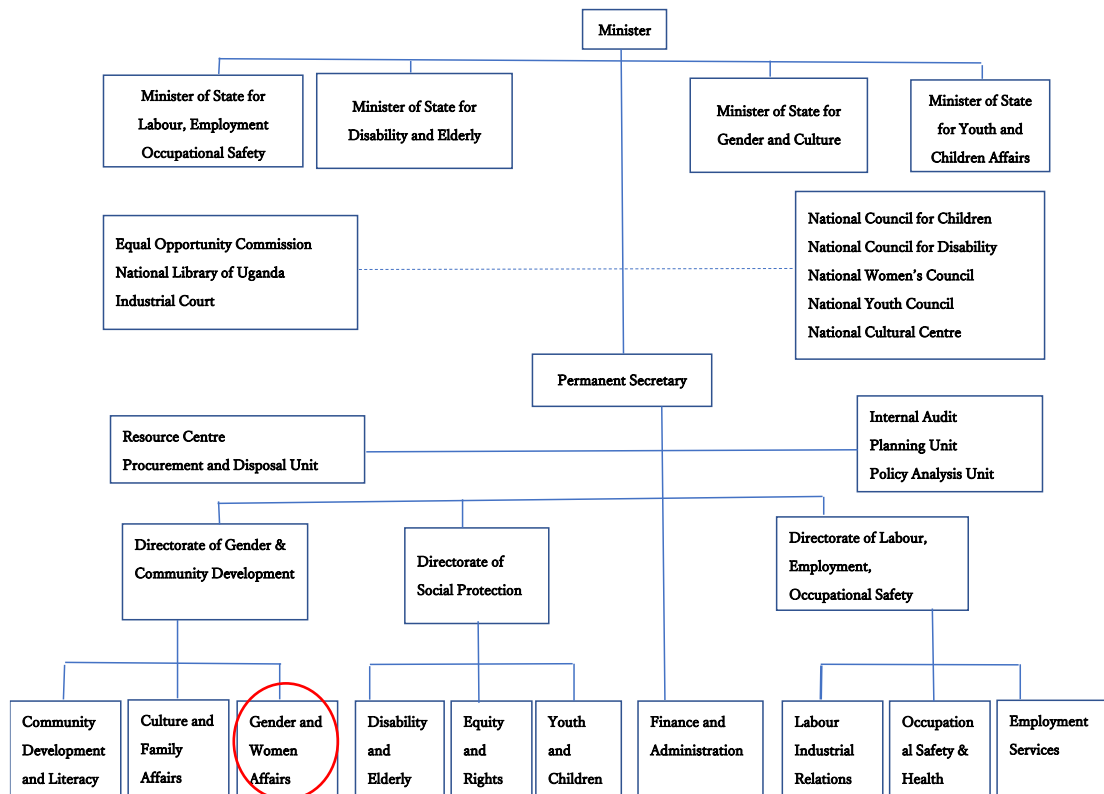 Minister
Minister of State for
Labour, Employment
Occupational Safety
Minister of State for
Disability and Elderly
Minister of State for
Gender and Culture
Minister of State
for Youth and
Children Affairs
Equal Opportunity Commission
National Library of Uganda
Industrial Court
National Council for Children
National Council for Disability
National Women's Council
National Youth Council
National Cultural Centre
Permanent Secretary
Resource Centre
Procurement and Disposal Unit
Internal Audit
Planning Unit
Policy Analysis Unit
Directorate of Gender &
Community Development
Directorate of
Social Protection
Directorate of Labour,
Employment,
Occupational Safety
Community
Development
and Literacy
Culture and
Family
Affairs
Gender and
Women
Affairs
Disability
and
Elderly
Equity
and
Rights
Youth
and
Children
Finance and
Administration
Labour
Industrial
Relations
Occupation
al Safety &
Health
Employment
Services